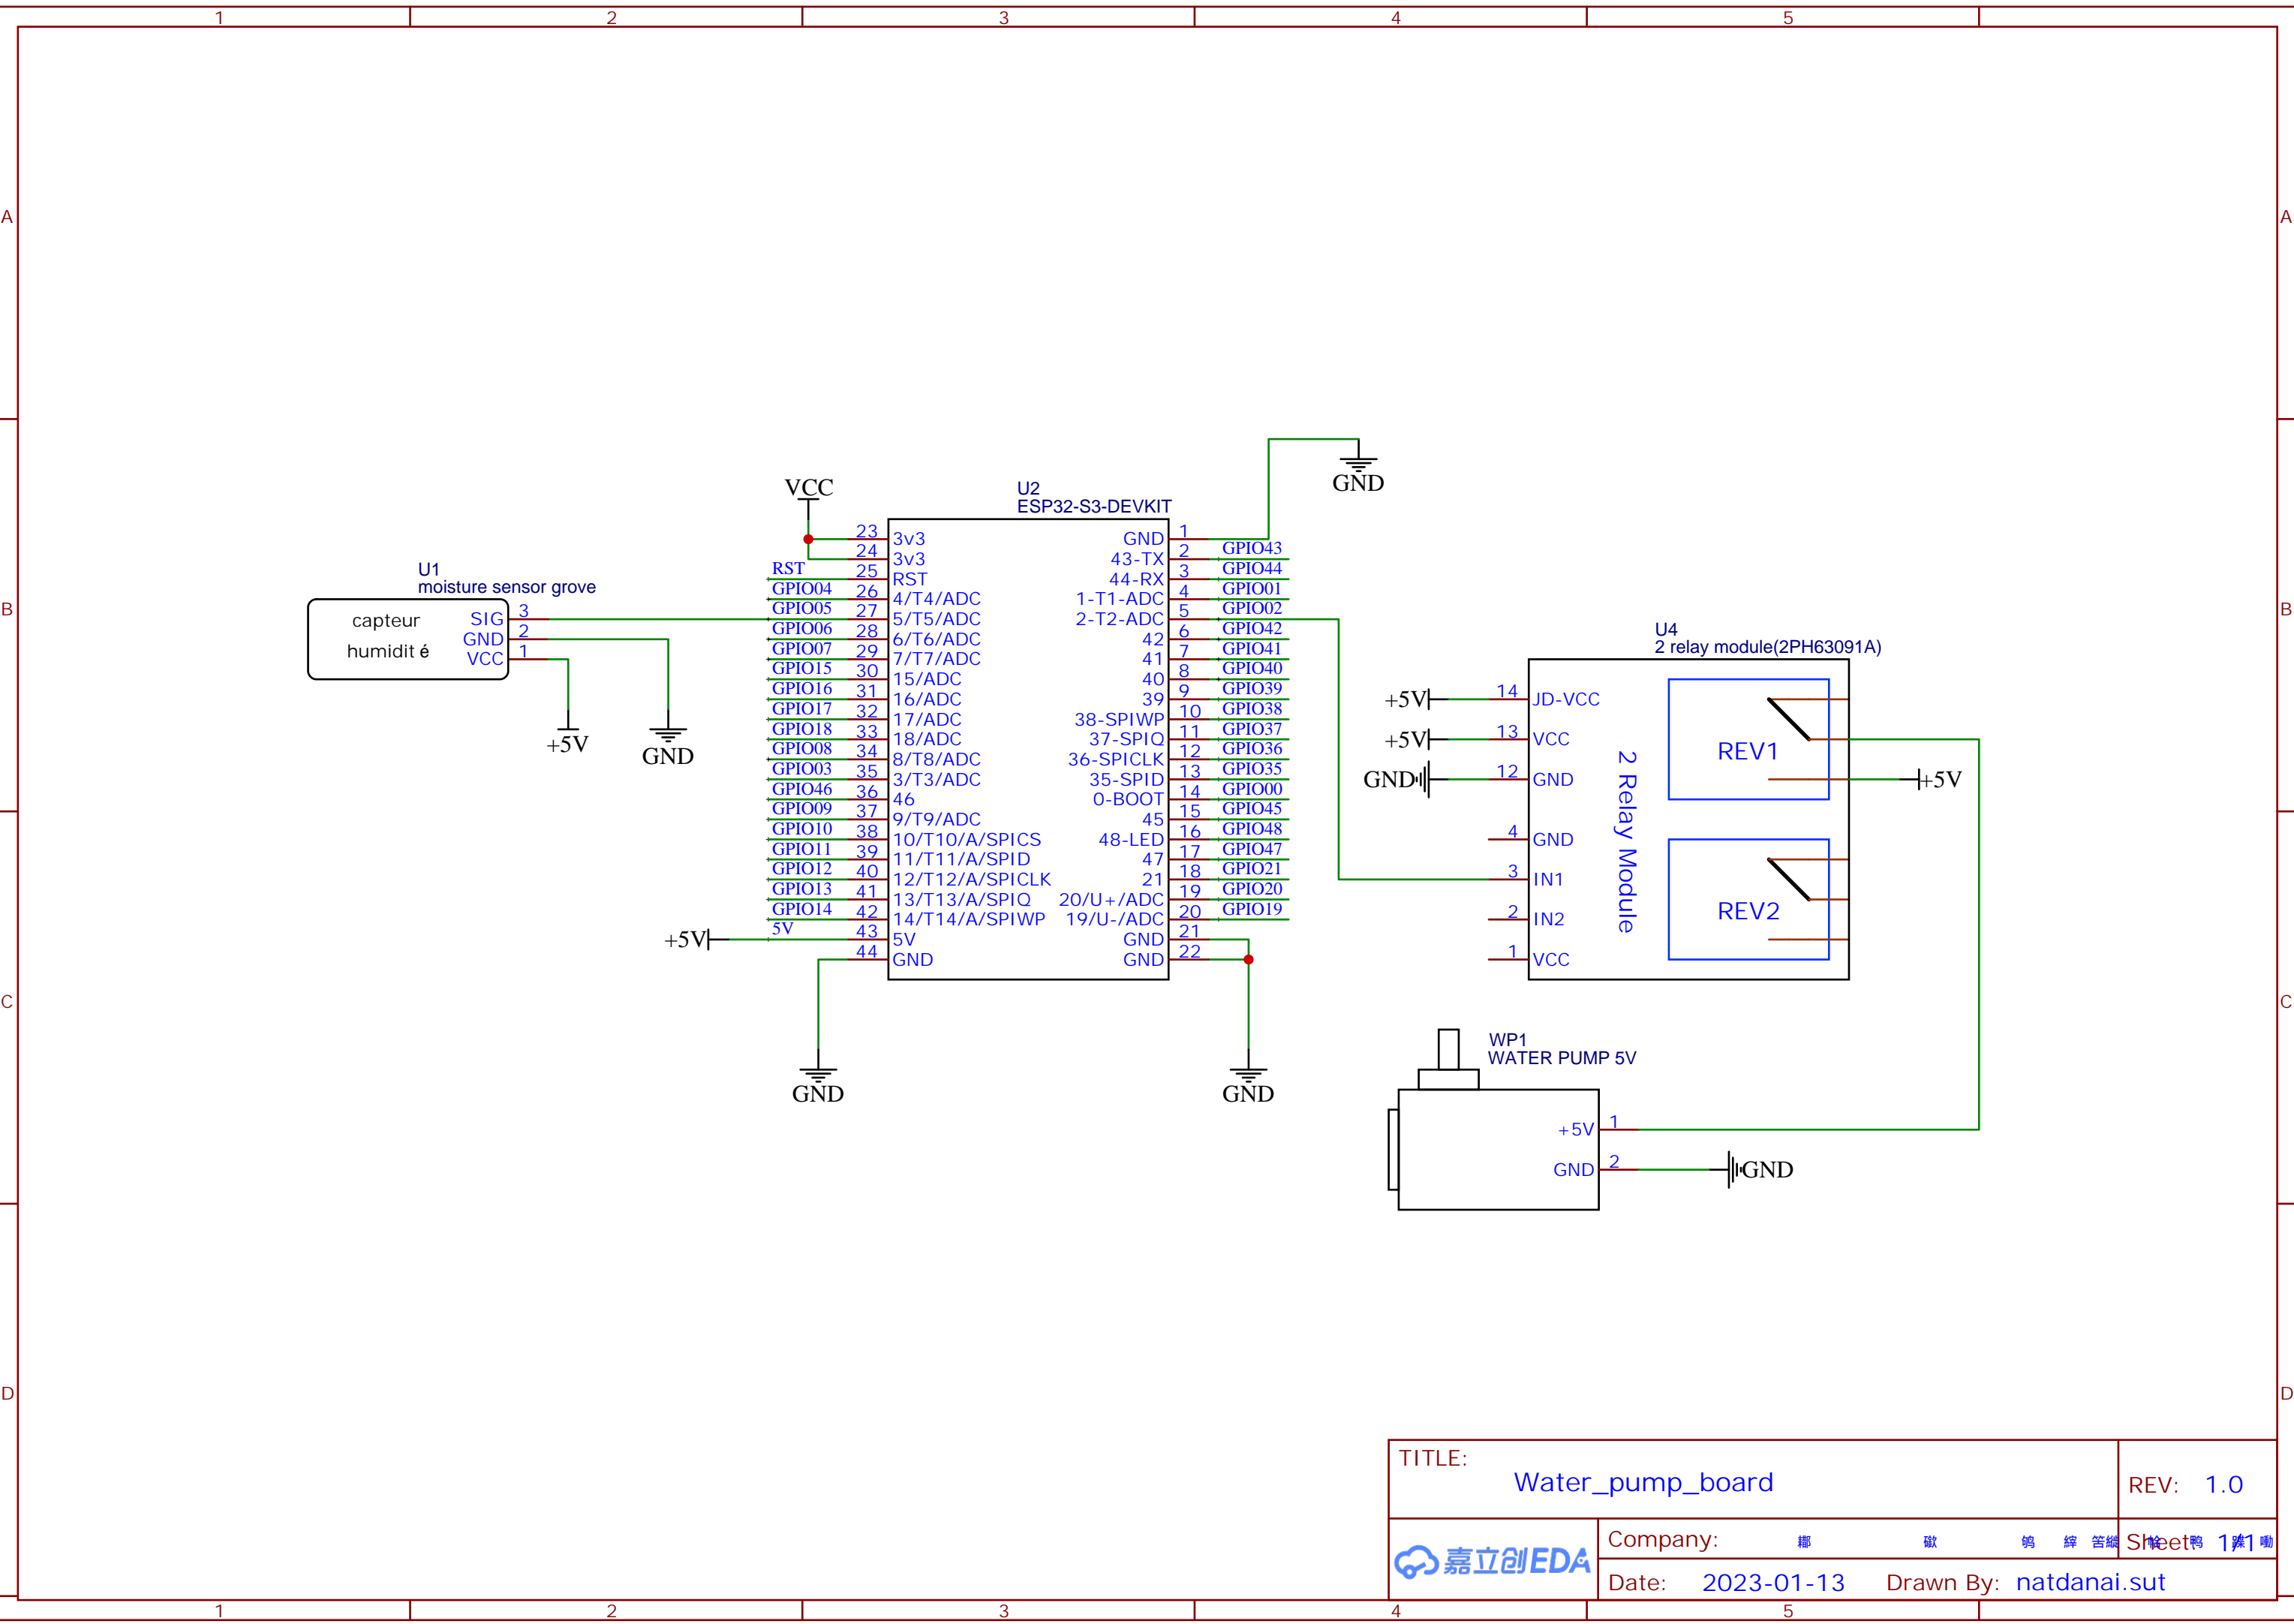 1 2 3 4 5
A A
B B
C C
D D
VCC
GND
U2
ESP32-S3-DEVKIT
23 3v3
24 3v3
RST 25 RST
GPIO04 26 4/T4/ADC
GPIO05 27 5/T5/ADC
GPIO06 28 6/T6/ADC
GPIO07 29 7/T7/ADC
GPIO15 30 15/ADC
GPIO16 31 16/ADC
GPIO17 32 17/ADC
GPIO18 33 18/ADC
GPIO08 34 8/T8/ADC
GPIO03 35 3/T3/ADC
GPIO46 36 46
GPIO09 37 9/T9/ADC
GPIO10 38 10/T10/A/SPICS
GPIO11 39 11/T11/A/SPID
GPIO12 40 12/T12/A/SPICLK
GPIO13 41 13/T13/A/SPIQ
GPIO14 42 14/T14/A/SPIWP
+5V 5V 43 5V
44 GND
GND 1
43-TX 2 GPIO43
44-RX 3 GPIO44
1-T1-ADC 4 GPIO01
2-T2-ADC 5 GPIO02
42 6 GPIO42
41 7 GPIO41
40 8 GPIO40
39 9 GPIO39
38-SPIWP 10 GPIO38
37-SPIQ 11 GPIO37
36-SPICLK 12 GPIO36
35-SPID 13 GPIO35
0-BOOT 14 GPIO00
45 15 GPIO45
48-LED 16 GPIO48
47 17 GPIO47
21 18 GPIO21
20/U+/ADC 19 GPIO20
19/U-/ADC 20 GPIO19
GND 21
GND 22
GND
GND
U1
moisture sensor grove
capteur
humidité
SIG 3
GND 2
VCC 1
+5V
GND
U4
2 relay module(2PH63091A)
+5V 14 JD-VCC
+5V 13 VCC
GND 12 GND
4 GND
3 IN1
2 IN2
1 VCC
2 Relay Module
REV1
REV2
+5V
WP1
WATER PUMP 5V
+5V 1
GND 2 GND
TITLE:
Water_pump_board
REV: 1.0
嘉立创EDA
Company:
Sheet: 1/1
Date: 2023-01-13 Drawn By: natdanai.sut
1 2 3 4 5